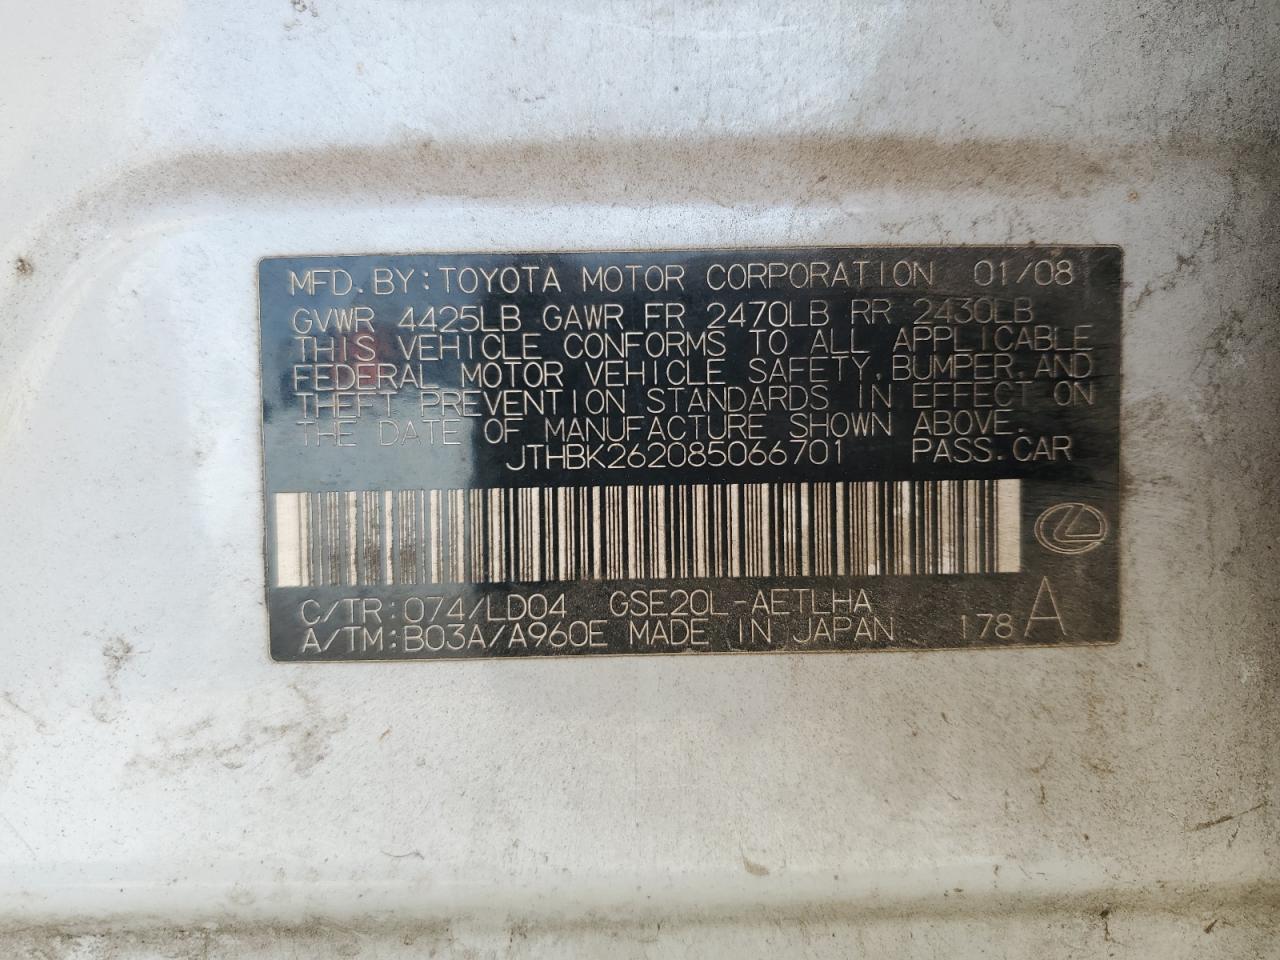 MFD. BY: TOYOTA MOTOR CORPORATION 01/08
GVWR 4425LB GAWR FR 2470LB RR 2430LB
THIS VEHICLE CONFORMS TO ALL APPLICABLE
FEDERAL MOTOR VEHICLE SAFETY, BUMPER, AND
THEFT PREVENTION STANDARDS IN EFFECT ON
THE DATE OF MANUFACTURE SHOWN ABOVE.
JTHBK262085066701 PASS. CAR
C/TR: 074/LD04 GSE20L-AETLHA
A/TM: B03A/A960E MADE IN JAPAN 178 A